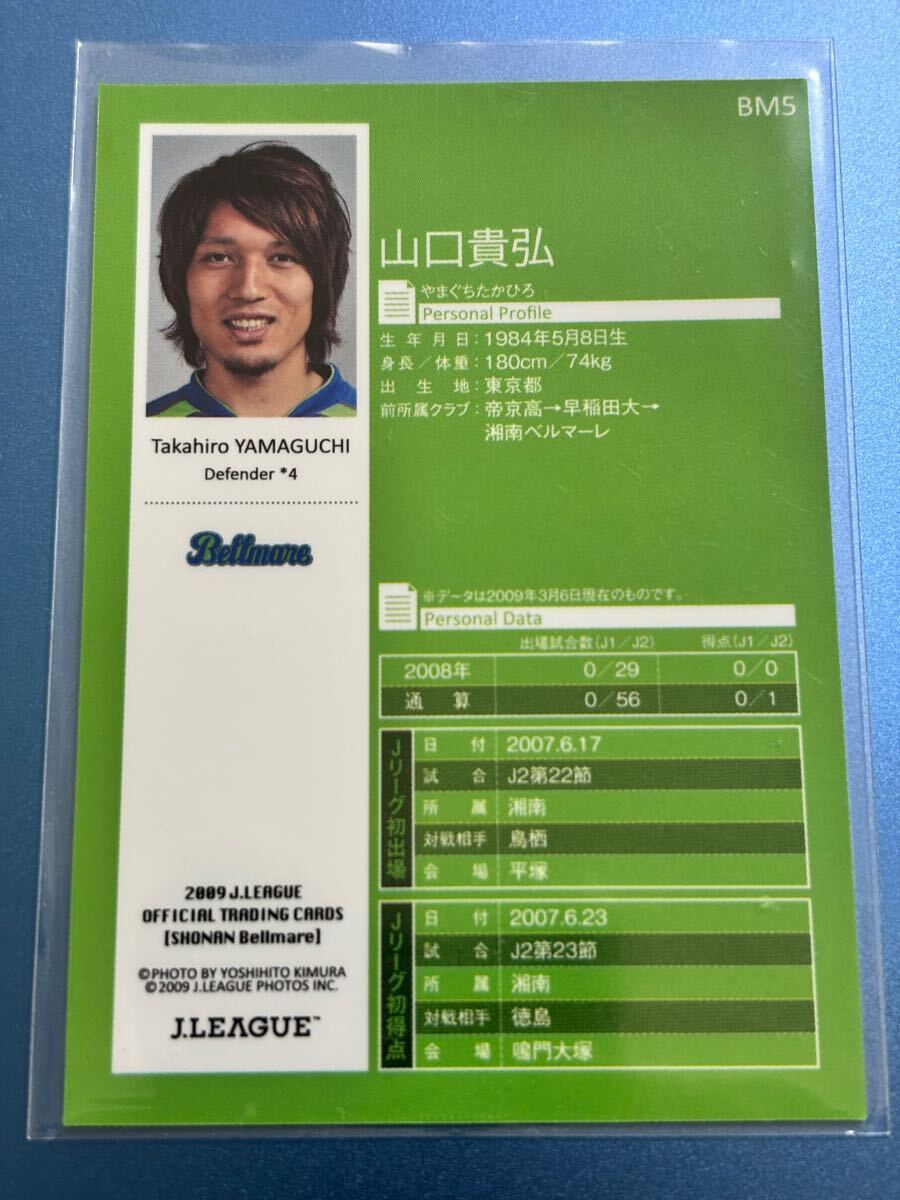 BM5
山口貴弘
やまぐちたかひろ
Personal Profile
生年月日：1984年5月8日生
身長／体重：180cm／74kg
出生地：東京都
前所属クラブ：帝京高→早稲田大→
湘南ベルマーレ
Takahiro YAMAGUCHI
Defender *4
Bellmare
※データは2009年3月6日現在のものです。
Personal Data
出場試合数(J1／J2) 得点(J1／J2)
2008年 0／29 0／0
通算 0／56 0／1
Jリーグ初出場
日付 2007.6.17
試合 J2第22節
所属 湘南
対戦相手 鳥栖
会場 平塚
Jリーグ初得点
日付 2007.6.23
試合 J2第23節
所属 湘南
対戦相手 徳島
会場 鳴門大塚
2009 J.LEAGUE
OFFICIAL TRADING CARDS
[SHONAN Bellmare]
©PHOTO BY YOSHIHITO KIMURA
©2009 J.LEAGUE PHOTOS INC.
J.LEAGUE™